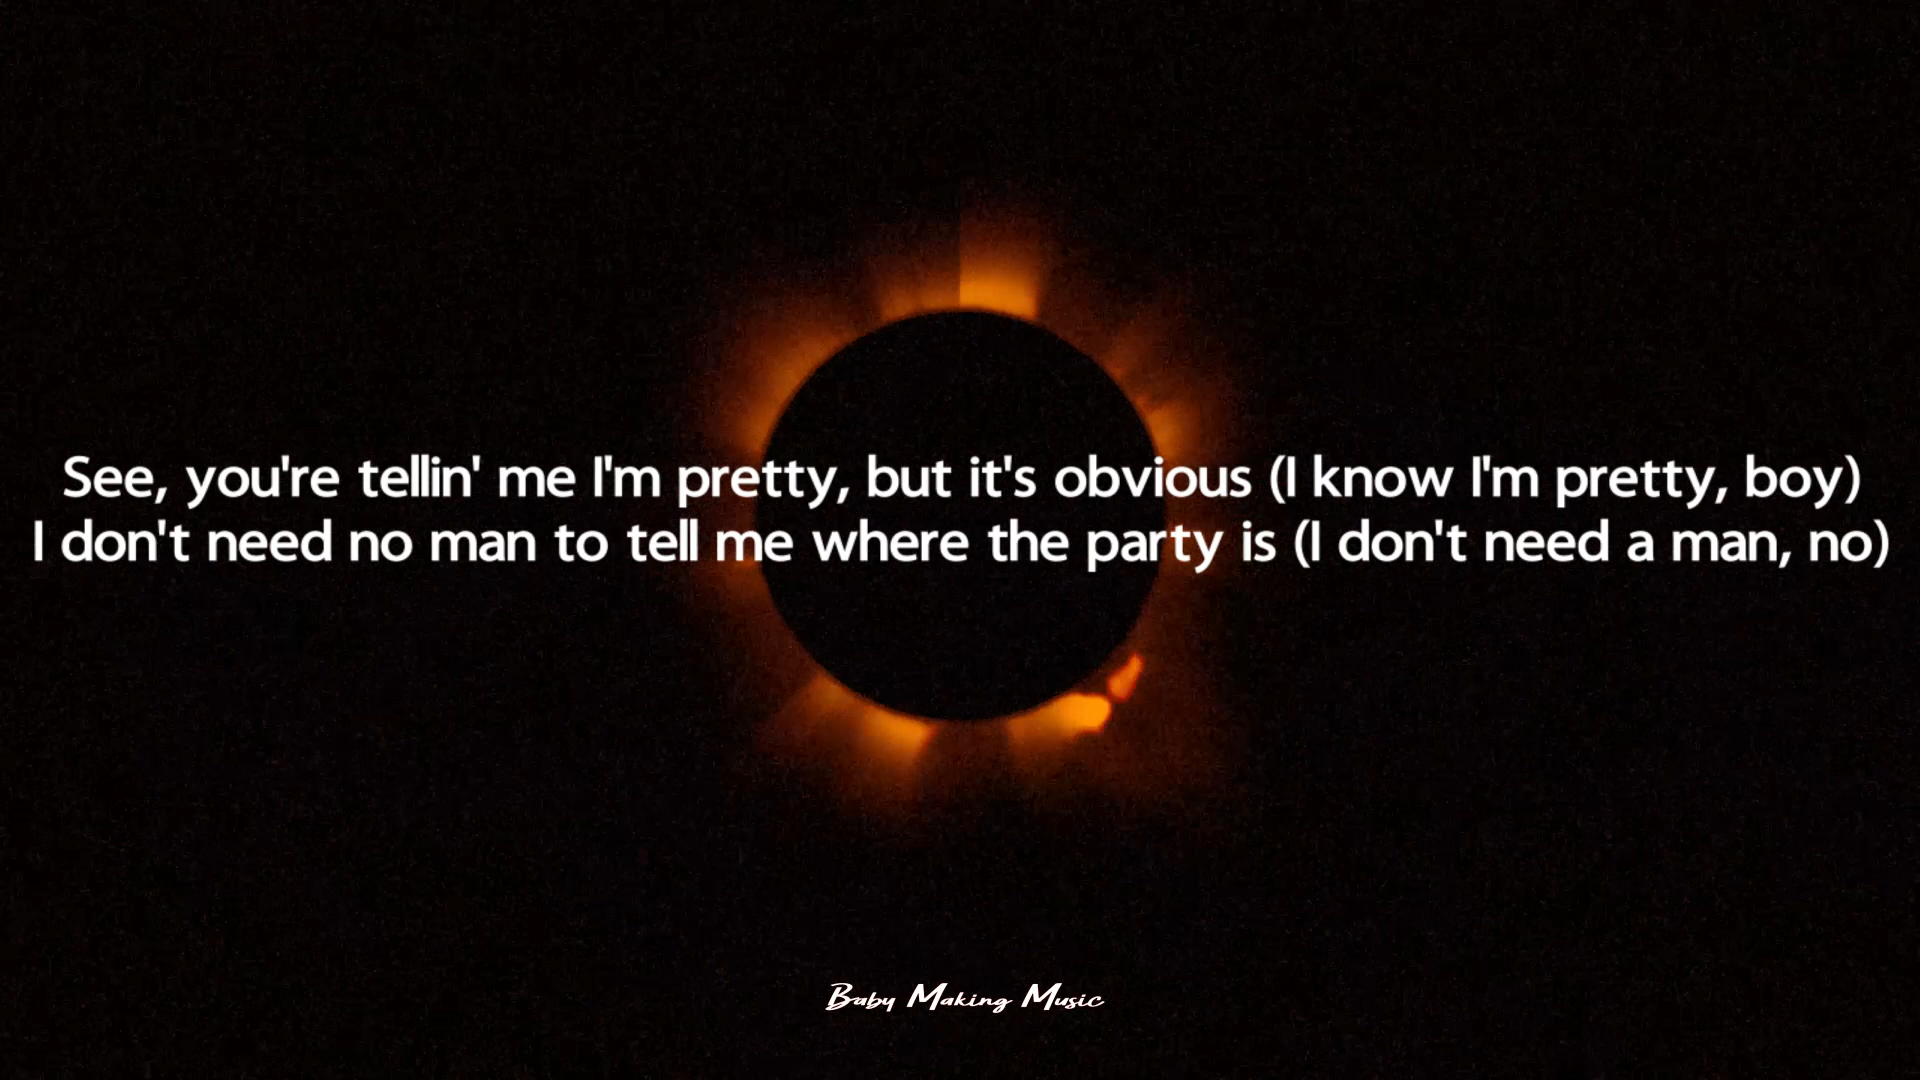 See, you're tellin' me I'm pretty, but it's obvious (I know I'm pretty, boy)
I don't need no man to tell me where the party is (I don't need a man, no)
Baby Making Music